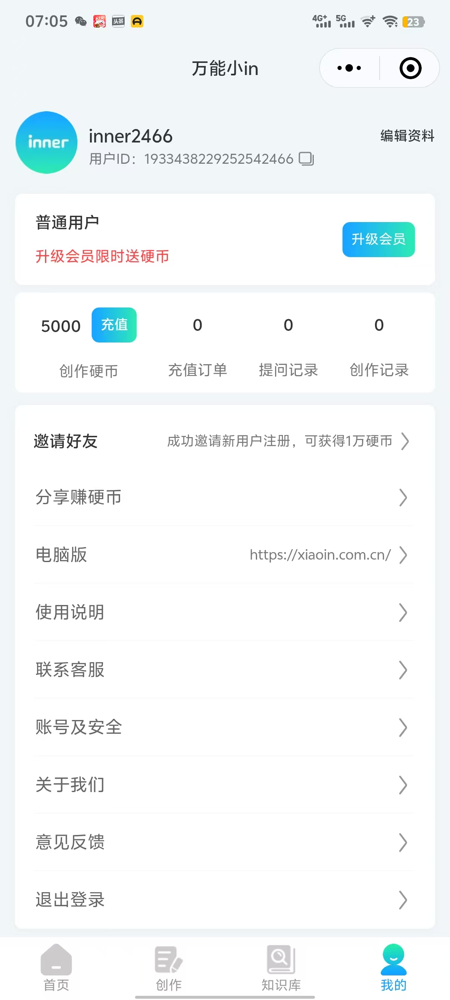 07:05 618 头条 4G+ 5G 23
万能小in
inner
inner2466
编辑资料
用户ID：1933438229252542466
普通用户
升级会员
升级会员限时送硬币
5000 充值 0 0 0
创作硬币 充值订单 提问记录 创作记录
邀请好友 成功邀请新用户注册，可获得1万硬币
分享赚硬币
电脑版 https://xiaoin.com.cn/
使用说明
联系客服
账号及安全
关于我们
意见反馈
退出登录
首页 创作 知识库 我的